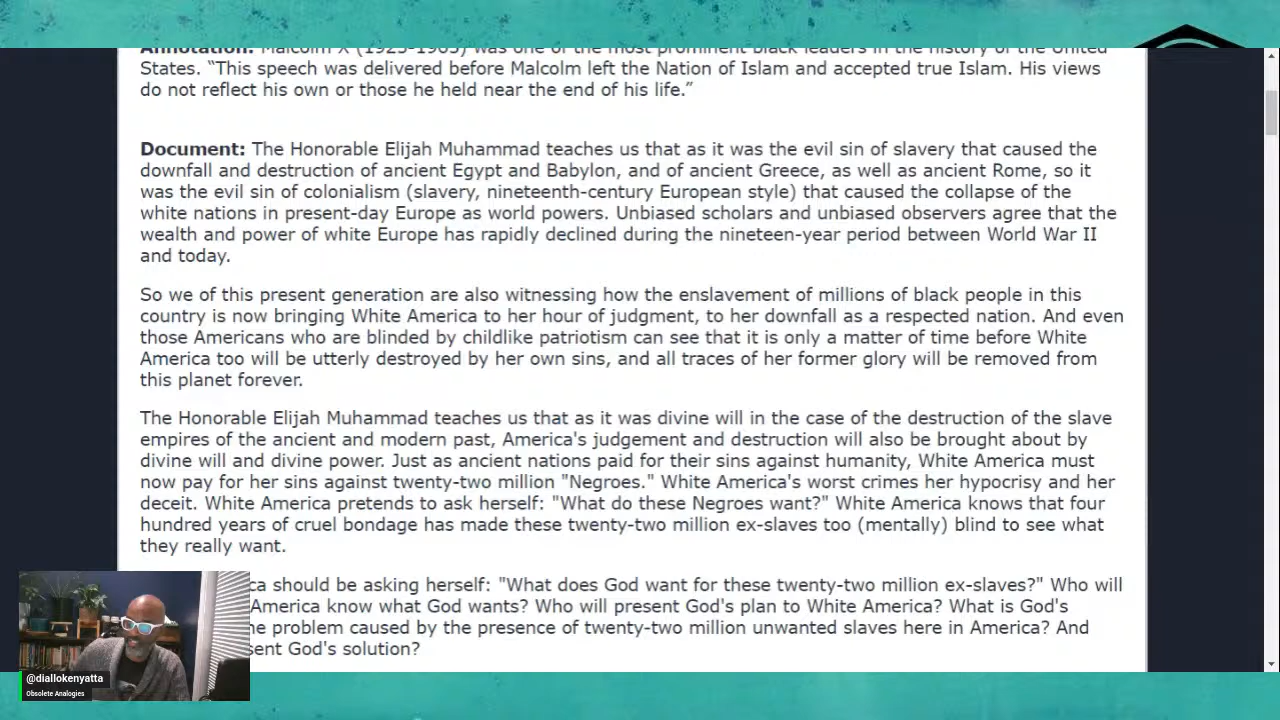 Annotation: Malcolm X (1925-1965) was one of the most prominent Black leaders in the history of the United
States. “This speech was delivered before Malcolm left the Nation of Islam and accepted true Islam. His views
do not reflect his own or those he held near the end of his life.”
Document: The Honorable Elijah Muhammad teaches us that as it was the evil sin of slavery that caused the
downfall and destruction of ancient Egypt and Babylon, and of ancient Greece, as well as ancient Rome, so it
was the evil sin of colonialism (slavery, nineteenth-century European style) that caused the collapse of the
white nations in present-day Europe as world powers. Unbiased scholars and unbiased observers agree that the
wealth and power of white Europe has rapidly declined during the nineteen-year period between World War II
and today.
So we of this present generation are also witnessing how the enslavement of millions of black people in this
country is now bringing White America to her hour of judgment, to her downfall as a respected nation. And even
those Americans who are blinded by childlike patriotism can see that it is only a matter of time before White
America too will be utterly destroyed by her own sins, and all traces of her former glory will be removed from
this planet forever.
The Honorable Elijah Muhammad teaches us that as it was divine will in the case of the destruction of the slave
empires of the ancient and modern past, America's judgement and destruction will also be brought about by
divine will and divine power. Just as ancient nations paid for their sins against humanity, White America must
now pay for her sins against twenty-two million "Negroes." White America's worst crimes her hypocrisy and her
deceit. White America pretends to ask herself: "What do these Negroes want?" White America knows that four
hundred years of cruel bondage has made these twenty-two million ex-slaves too (mentally) blind to see what
they really want.
ca should be asking herself: "What does God want for these twenty-two million ex-slaves?" Who will
America know what God wants? Who will present God's plan to White America? What is God's
ne problem caused by the presence of twenty-two million unwanted slaves here in America? And
sent God's solution?
@diallokenyatta
Obsolete Analogies